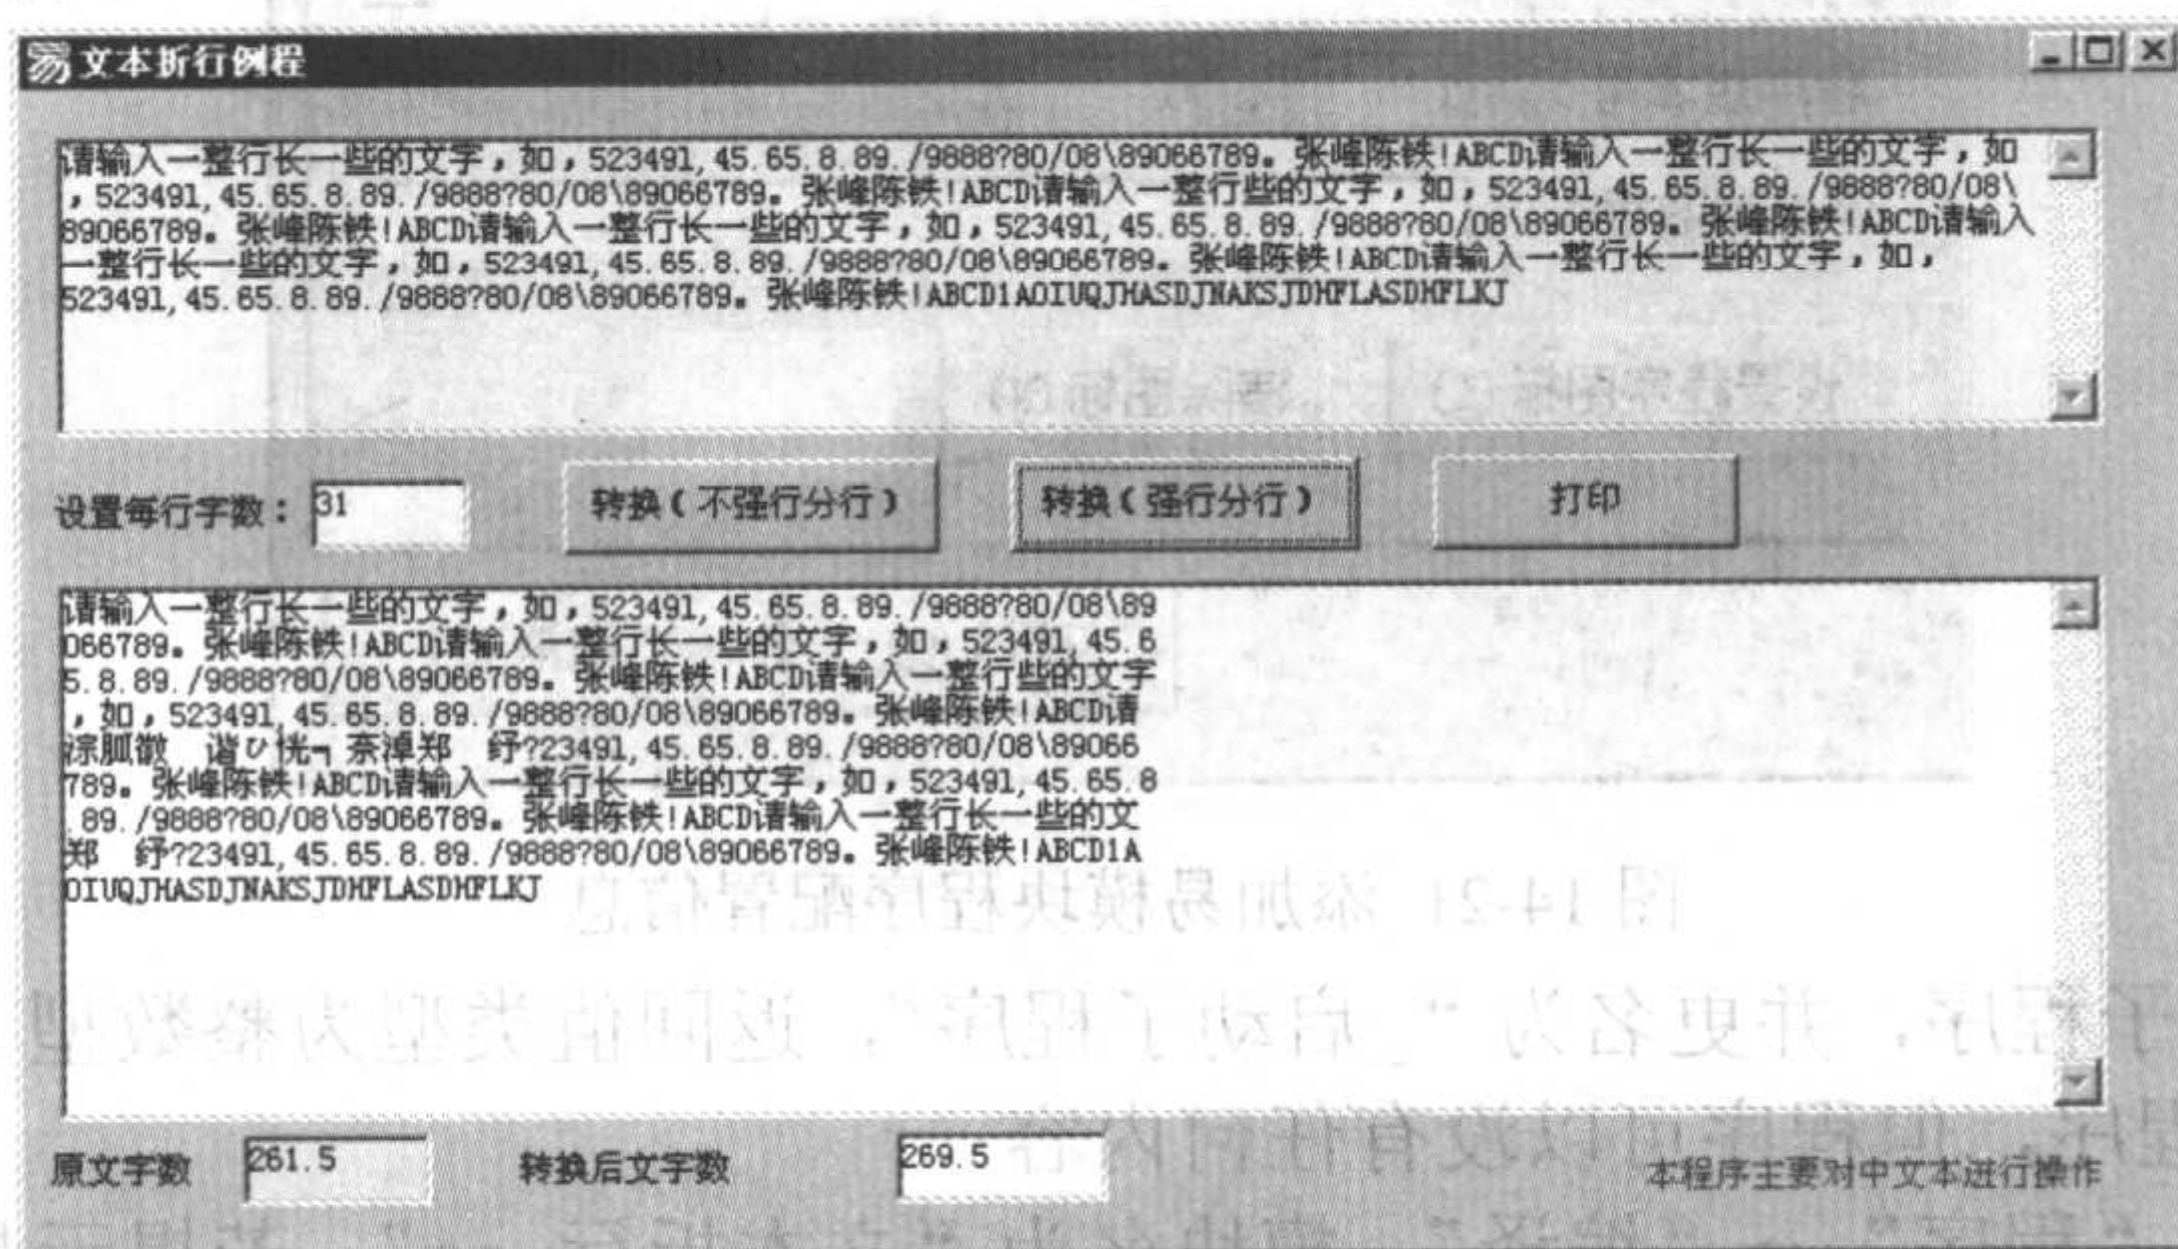 文本折行例程
请输入一整行长一些的文字，如，523491,45.65.8.89./9888?80/08\89066789。张峰陈铁!ABCD请输入一整行长一些的文字，如
，523491,45.65.8.89./9888?80/08\89066789。张峰陈铁!ABCD请输入一整行些的文字，如，523491,45.65.8.89./9888?80/08\
89066789。张峰陈铁!ABCD请输入一整行长一些的文字，如，523491,45.65.8.89./9888?80/08\89066789。张峰陈铁!ABCD请输入
一整行长一些的文字，如，523491,45.65.8.89./9888?80/08\89066789。张峰陈铁!ABCD请输入一整行长一些的文字，如，
523491,45.65.8.89./9888?80/08\89066789。张峰陈铁!ABCD1AOIUQJHASDJNAKSJDHFLASDHFLKJ
设置每行字数：31 转换（不强行分行） 转换（强行分行） 打印
请输入一整行长一些的文字，如，523491,45.65.8.89./9888?80/08\89
066789。张峰陈铁!ABCD请输入一整行长一些的文字，如，523491,45.6
5.8.89./9888?80/08\89066789。张峰陈铁!ABCD请输入一整行些的文字
，如，523491,45.65.8.89./9888?80/08\89066789。张峰陈铁!ABCD请
淙胍徽 谐 恍 奈淖郑 纾?23491,45.65.8.89./9888?80/08\89066
789。张峰陈铁!ABCD请输入一整行长一些的文字，如，523491,45.65.8
.89./9888?80/08\89066789。张峰陈铁!ABCD请输入一整行长一些的文
郑 纾?23491,45.65.8.89./9888?80/08\89066789。张峰陈铁!ABCD1A
OIUQJHASDJNAKSJDHFLASDHFLKJ
原文字数 261.5 转换后文字数 269.5 本程序主要对中文本进行操作